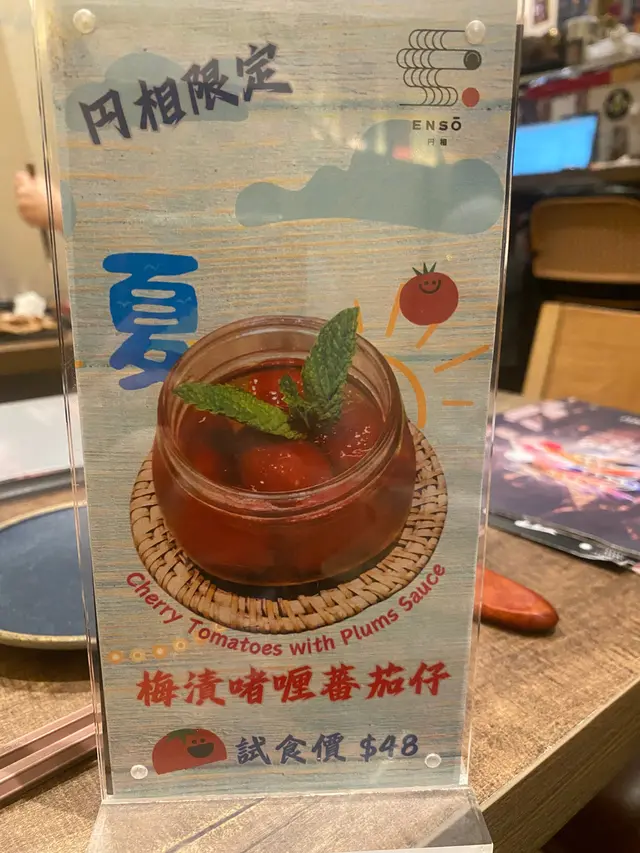 円相限定
ENSŌ
円相
夏
Cherry Tomatoes with Plums Sauce
梅漬啫喱蕃茄仔
試食價 $48